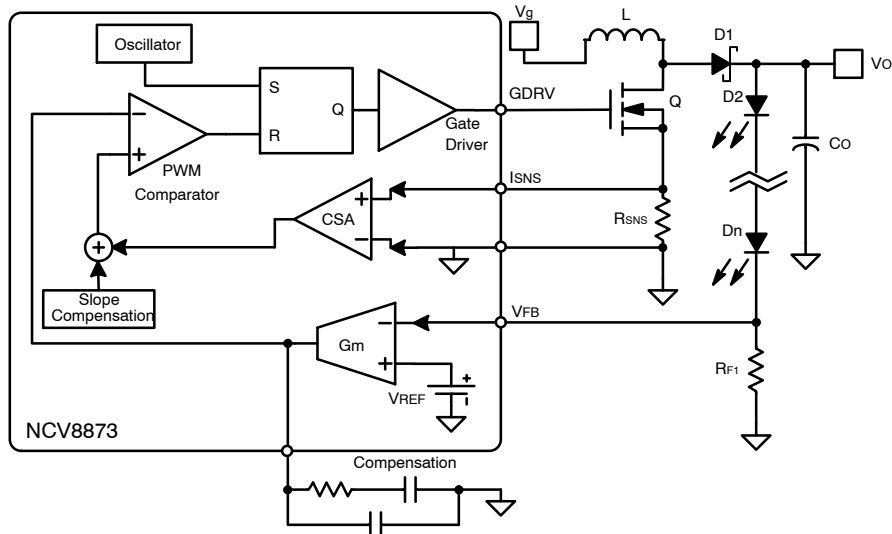 Oscillator
S
Q
R
PWM
Comparator
Gate
Driver
GDRV
Vg
L
D1
VO
Q
D2
CO
ISNS
CSA
RSNS
Dn
Slope
Compensation
VFB
Gm
VREF
RF1
NCV8873
Compensation